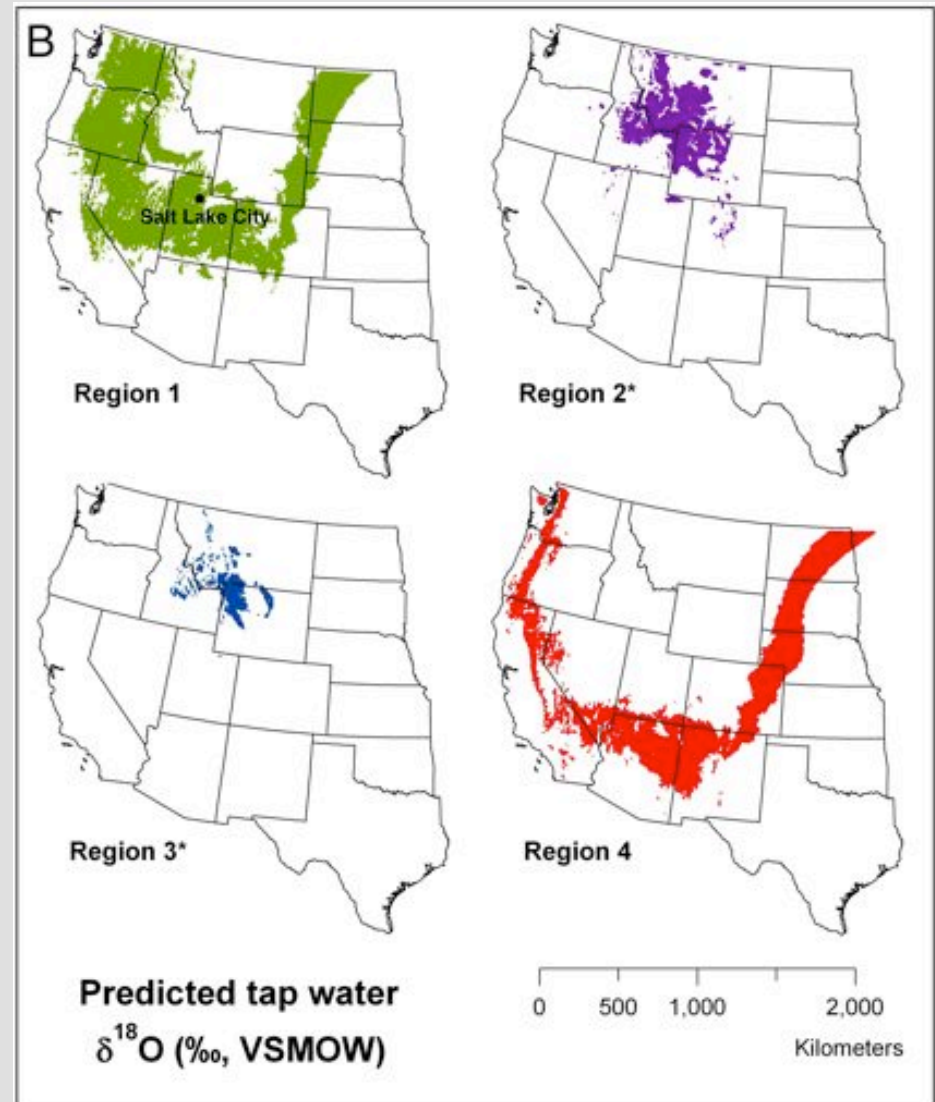 B
Salt Lake City
Region 1
Region 2*
Region 3*
Region 4
Predicted tap water
δ¹⁸O (‰, VSMOW)
0 500 1,000 2,000
Kilometers